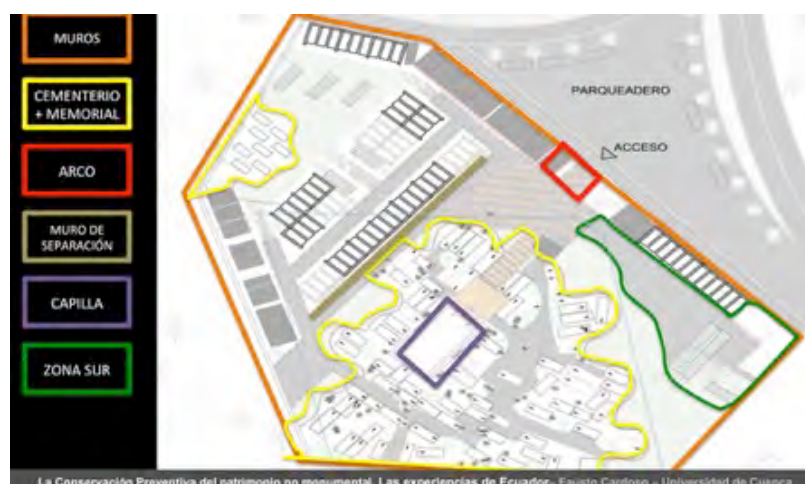 MUROS
CEMENTERIO
+ MEMORIAL
ARCO
MURO DE
SEPARACIÓN
CAPILLA
ZONA SUR
PARQUEADERO
ACCESO
La Conservación Preventiva del patrimonio no monumental. Las experiencias de Ecuador– Fausto Cardoso – Universidad de Cuenca